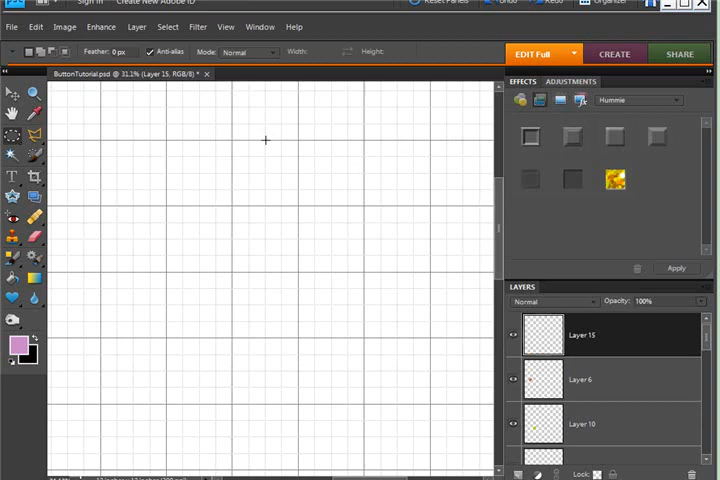 pse Sign In Create New Adobe ID Reset Panels Undo Redo Organizer
File Edit Image Enhance Layer Select Filter View Window Help
Feather: 0 px Anti-alias Mode: Normal Width: Height:
EDIT Full CREATE SHARE
ButtonTutorial.psd @ 31.1% (Layer 15, RGB/8) *
EFFECTS ADJUSTMENTS
Hummie
Apply
LAYERS
Normal Opacity: 100%
Layer 15
Layer 6
Layer 10
Lock: